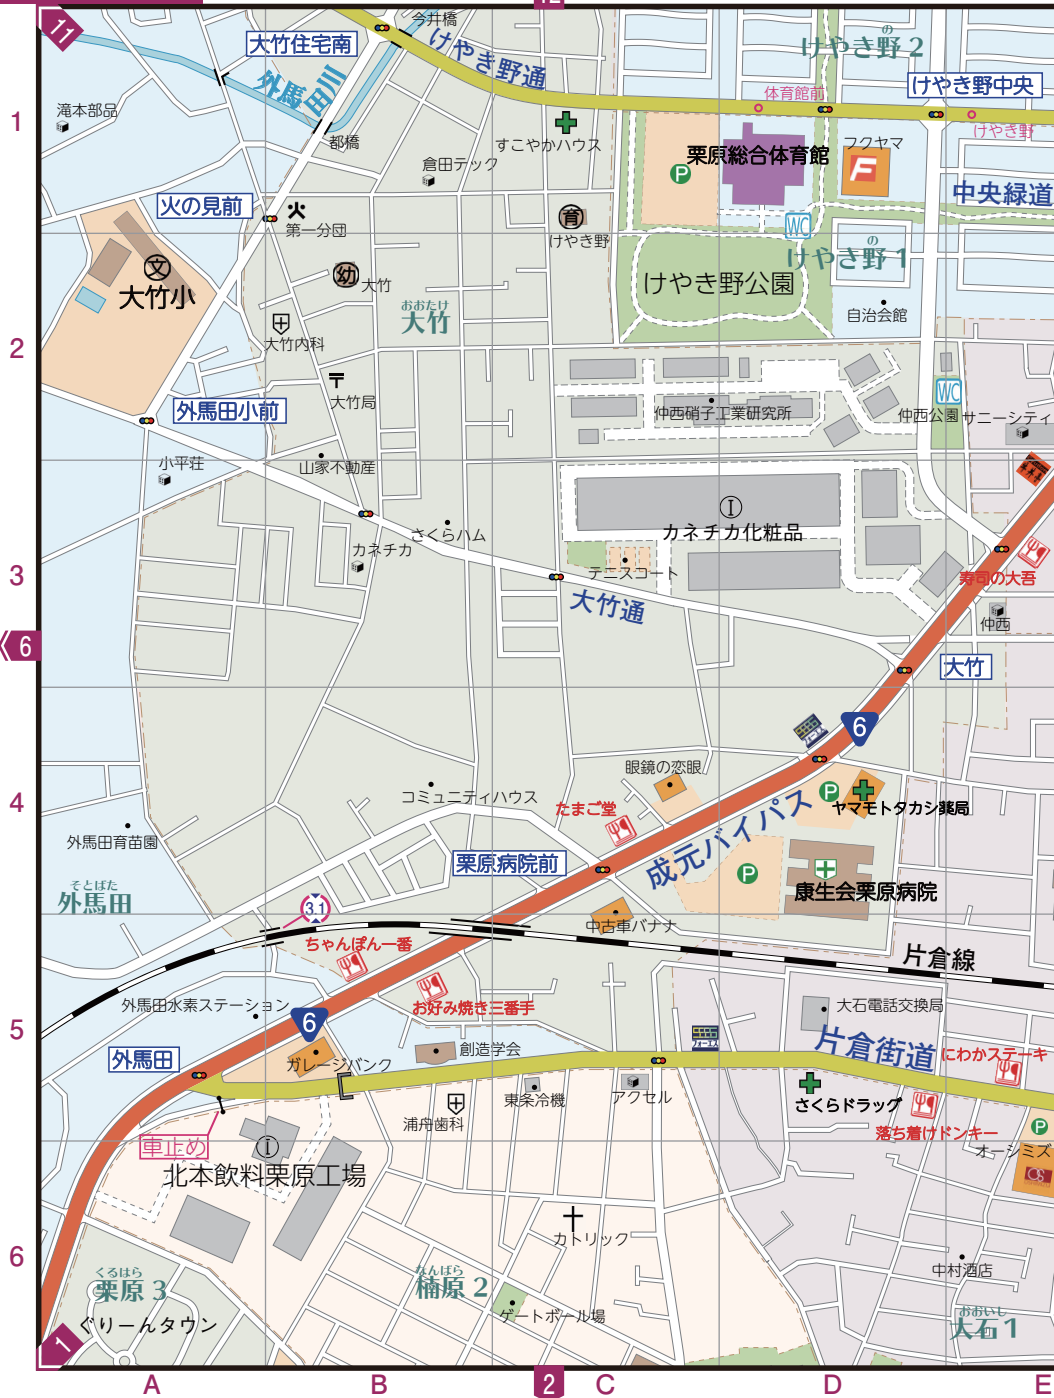 12
11
今井橋
大竹住宅南
けやき野通
の
けやき野2
けやき野中央
外馬田川
体育館前
滝本部品
1
けやき野
都橋
すこやかハウス
栗原総合体育館
フクヤマ
F
倉田テック
P
中央緑道
火の見前
火
第一分団
育
けやき野
WC
の
けやき野1
文
大竹小
幼
大竹
けやき野公園
おおたけ
大竹
自治会館
大竹内科
2
〒
大竹局
WC
外馬田小前
仲西硝子工業研究所
仲西公園
サニーシティ
小平荘
山家不動産
I
カネチカ化粧品
さくらハム
カネチカ
テニスコート
3
寿司の大吾
大竹通
仲西
6
大竹
6
眼鏡の恋眼
コミュニティハウス
4
たまご堂
P
ヤマモトタカシ薬局
外馬田育苗園
成元バイパス
栗原病院前
P
そとばた
外馬田
康生会栗原病院
3.1
中古車バナナ
ちゃんぽん一番
片倉線
外馬田水素ステーション
お好み焼き三番手
大石電話交換局
5
6
フォーエス
片倉街道
外馬田
創造学会
にわかステーキ
ガレージバンク
東条冷機
アクセル
さくらドラッグ
浦舟歯科
落ち着けドンキー
P
車止め
I
オーシミズ
OS
北本飲料栗原工場
カトリック
6
くるはら
栗原3
なんばら
楠原2
中村酒店
ゲートボール場
ぐりーんタウン
おおいし
大石1
1
A
B
2
C
D
E